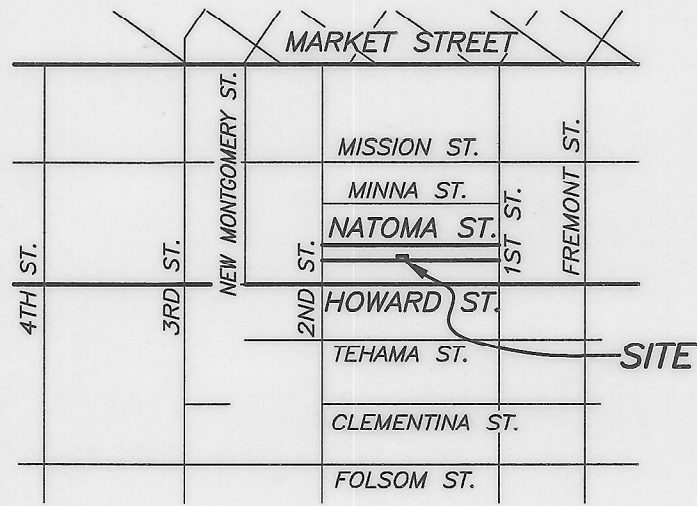 MARKET STREET
MISSION ST.
MINNA ST.
NATOMA ST.
HOWARD ST.
TEHAMA ST.
CLEMENTINA ST.
FOLSOM ST.
4TH ST.
3RD ST.
NEW MONTGOMERY ST.
2ND ST.
1ST ST.
FREMONT ST.
SITE